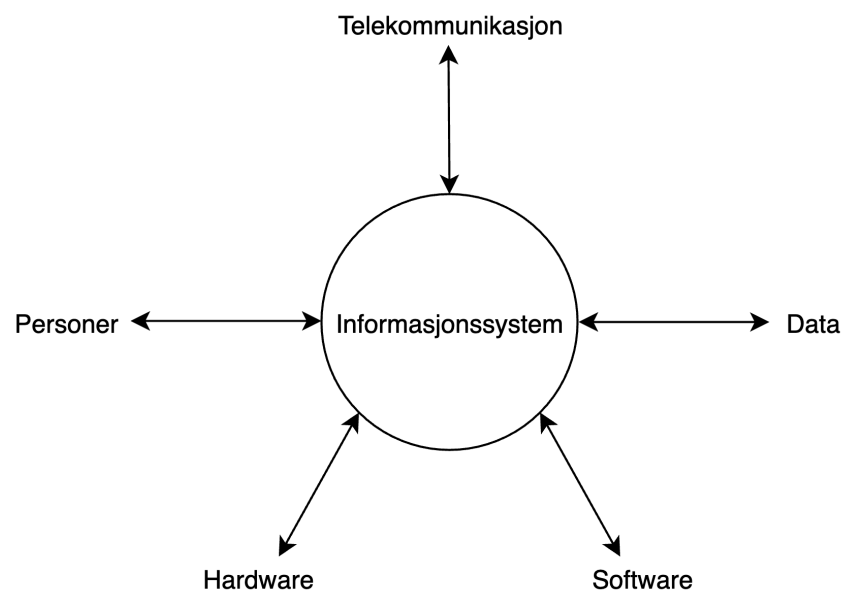 Telekommunikasjon
Personer
Informasjonssystem
Data
Hardware
Software